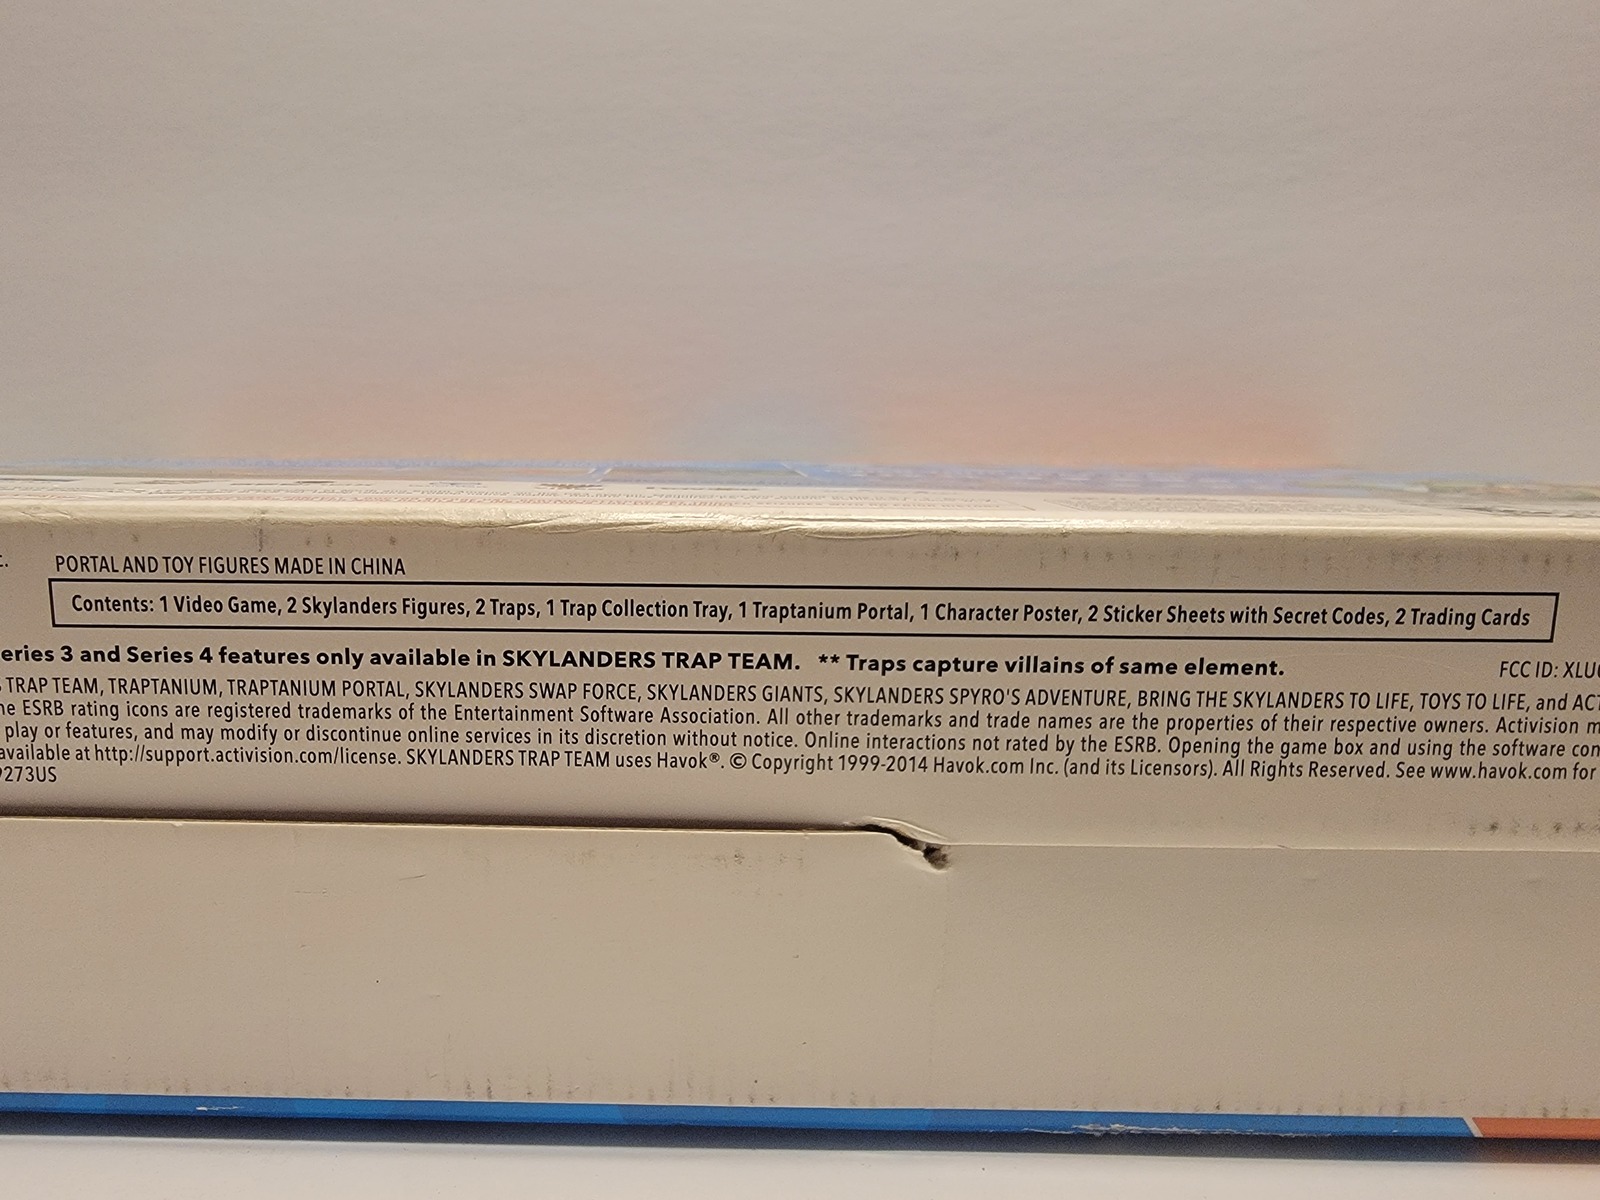 PORTAL AND TOY FIGURES MADE IN CHINA
Contents: 1 Video Game, 2 Skylanders Figures, 2 Traps, 1 Trap Collection Tray, 1 Traptanium Portal, 1 Character Poster, 2 Sticker Sheets with Secret Codes, 2 Trading Cards
eries 3 and Series 4 features only available in SKYLANDERS TRAP TEAM. ** Traps capture villains of same element.
FCC ID: XLU
TRAP TEAM, TRAPTANIUM, TRAPTANIUM PORTAL, SKYLANDERS SWAP FORCE, SKYLANDERS GIANTS, SKYLANDERS SPYRO'S ADVENTURE, BRING THE SKYLANDERS TO LIFE, TOYS TO LIFE, and ACT
he ESRB rating icons are registered trademarks of the Entertainment Software Association. All other trademarks and trade names are the properties of their respective owners. Activision m
play or features, and may modify or discontinue online services in its discretion without notice. Online interactions not rated by the ESRB. Opening the game box and using the software con
available at http://support.activision.com/license. SKYLANDERS TRAP TEAM uses Havok®. © Copyright 1999-2014 Havok.com Inc. (and its Licensors). All Rights Reserved. See www.havok.com for
273US